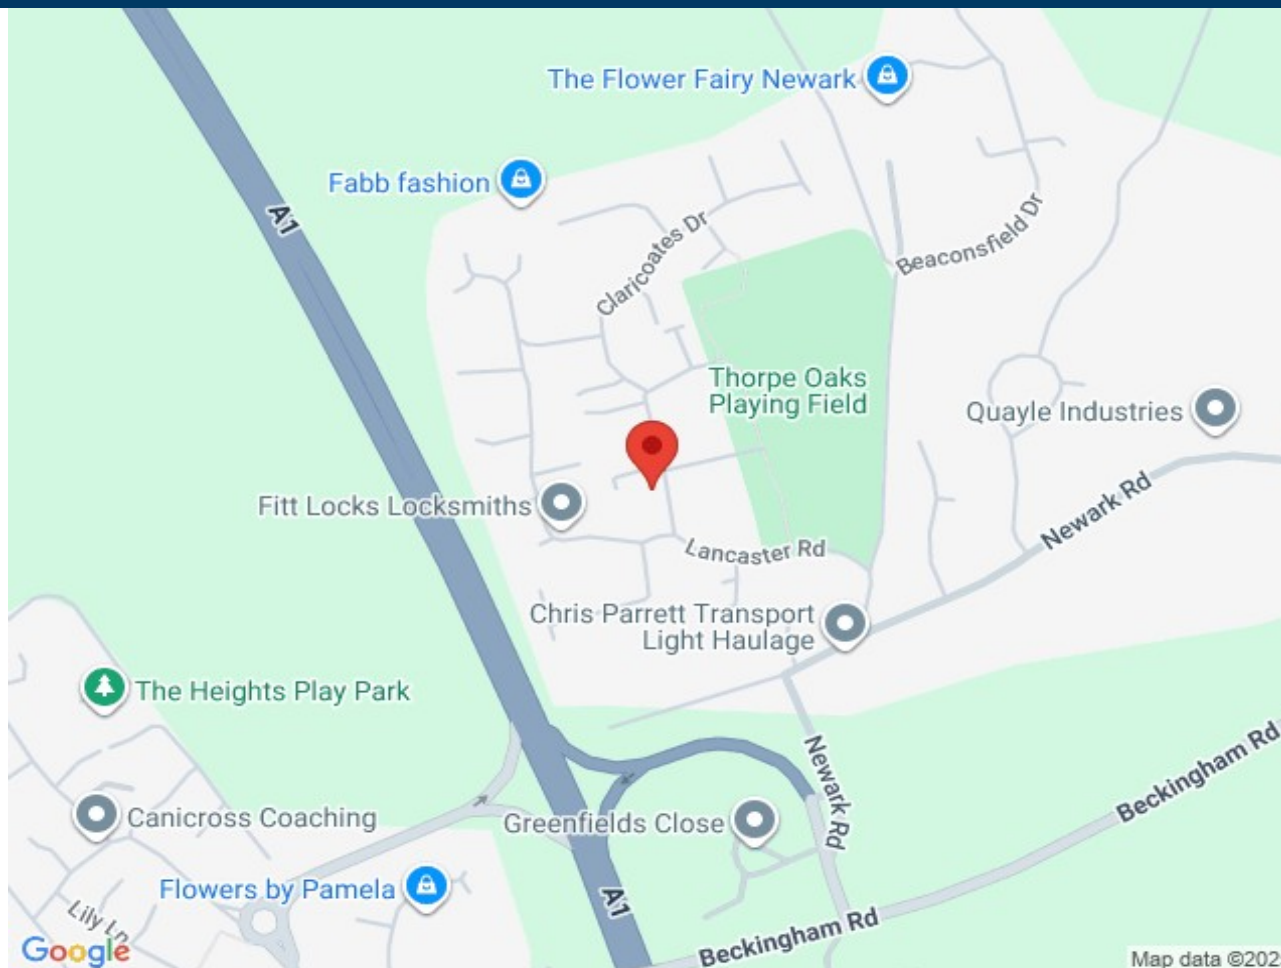 The Flower Fairy Newark
Fabb fashion
A1
Claricoates Dr
Beaconsfield Dr
Thorpe Oaks
Playing Field
Quayle Industries
Fitt Locks Locksmiths
Newark Rd
Lancaster Rd
Chris Parrett Transport
Light Haulage
The Heights Play Park
Newark Rd
Beckingham Rd
Canicross Coaching
Greenfields Close
Flowers by Pamela
A1
Lily Ln
Beckingham Rd
Google
Map data ©202